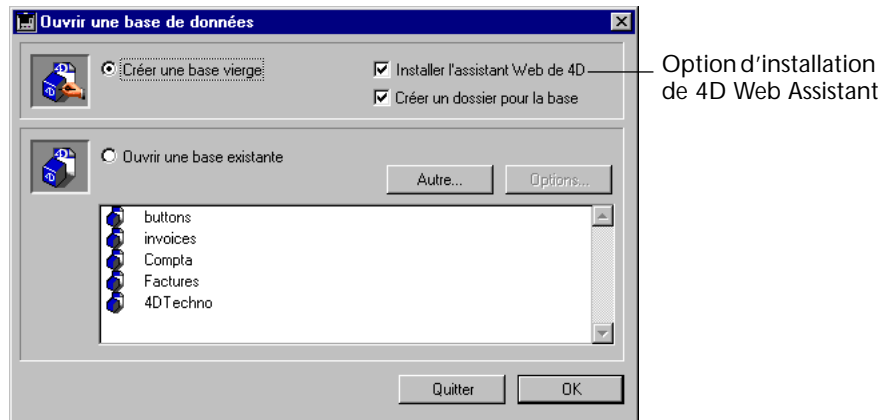 Ouvrir une base de données
Créer une base vierge
Installer l'assistant Web de 4D
Créer un dossier pour la base
Option d'installation
de 4D Web Assistant
Ouvrir une base existante
Autre...
Options...
buttons
invoices
Compta
Factures
4DTechno
Quitter
OK